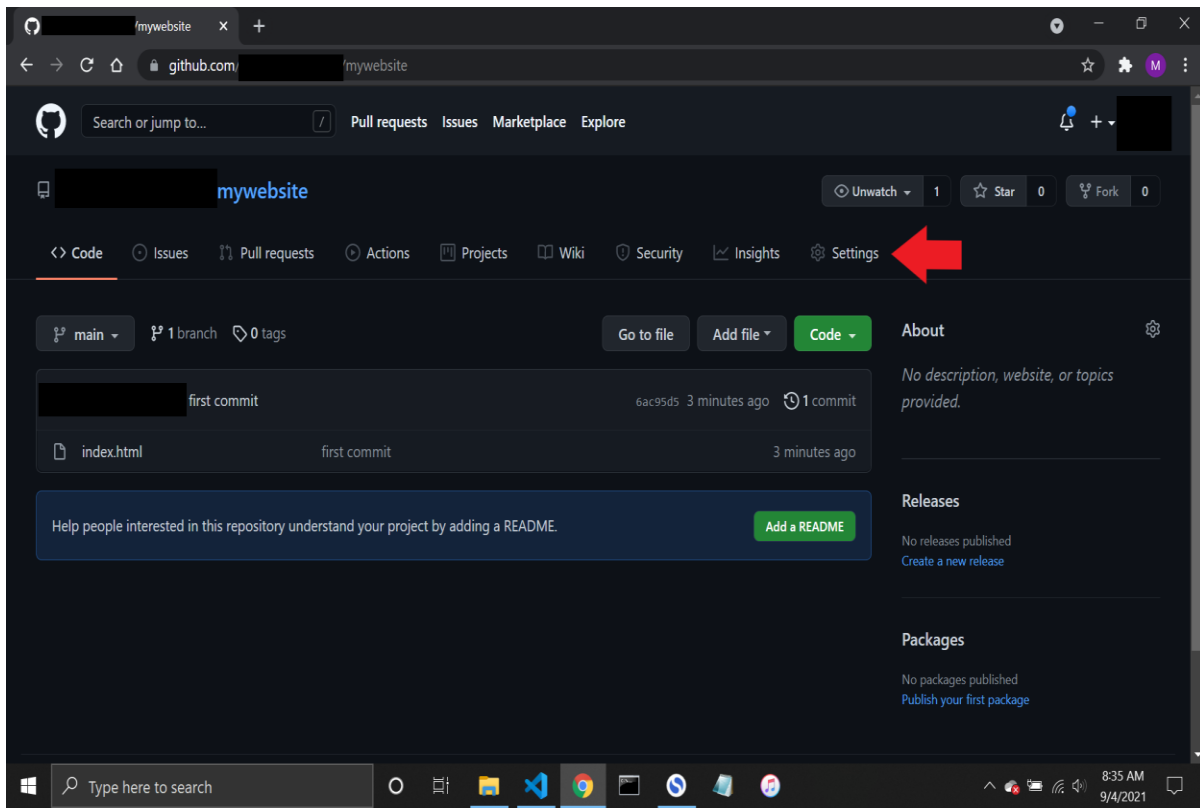 /mywebsite
github.com/ /mywebsite
M
Search or jump to... / Pull requests Issues Marketplace Explore
mywebsite
Unwatch 1 Star 0 Fork 0
Code Issues Pull requests Actions Projects Wiki Security Insights Settings
main 1 branch 0 tags Go to file Add file Code
first commit 6ac95d5 3 minutes ago 1 commit
index.html first commit 3 minutes ago
Help people interested in this repository understand your project by adding a README. Add a README
About
No description, website, or topics
provided.
Releases
No releases published
Create a new release
Packages
No packages published
Publish your first package
Type here to search
8:35 AM
9/4/2021